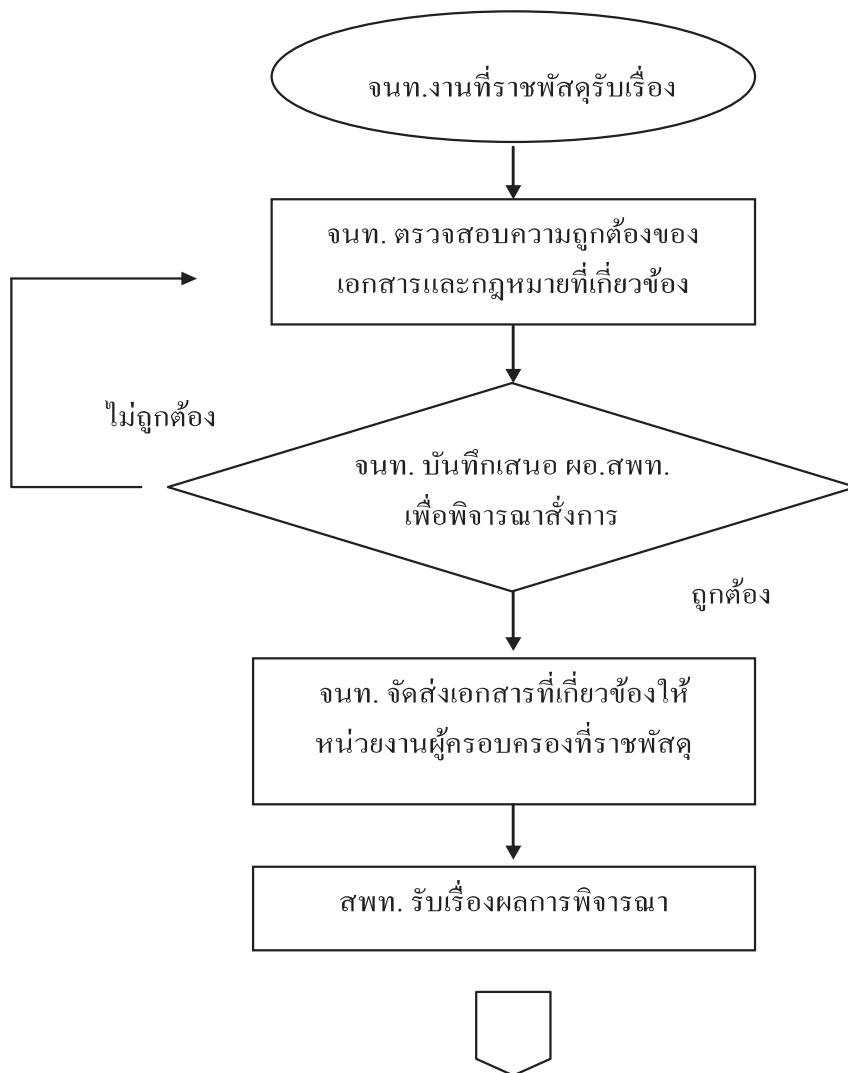 จนท.งานที่ราชพัสดุรับเรื่อง
จนท. ตรวจสอบความถูกต้องของ
เอกสารและกฎหมายที่เกี่ยวข้อง
ไม่ถูกต้อง
จนท. บันทึกเสนอ ผอ.สพท.
เพื่อพิจารณาสั่งการ
ถูกต้อง
จนท. จัดส่งเอกสารที่เกี่ยวข้องให้
หน่วยงานผู้ครอบครองที่ราชพัสดุ
สพท. รับเรื่องผลการพิจารณา